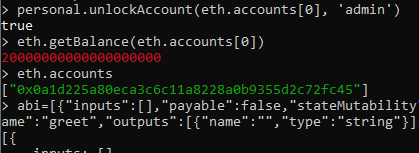 > personal.unlockAccount(eth.accounts[0], 'admin')
true
> eth.getBalance(eth.accounts[0])
20000000000000000000
> eth.accounts
["0x0a1d225a80eca3c6c11a8228a0b9355d2c72fc45"]
> abi=[{"inputs":[],"payable":false,"stateMutability
ame":"greet","outputs":[{"name":"","type":"string"}]
[{
inputs: []